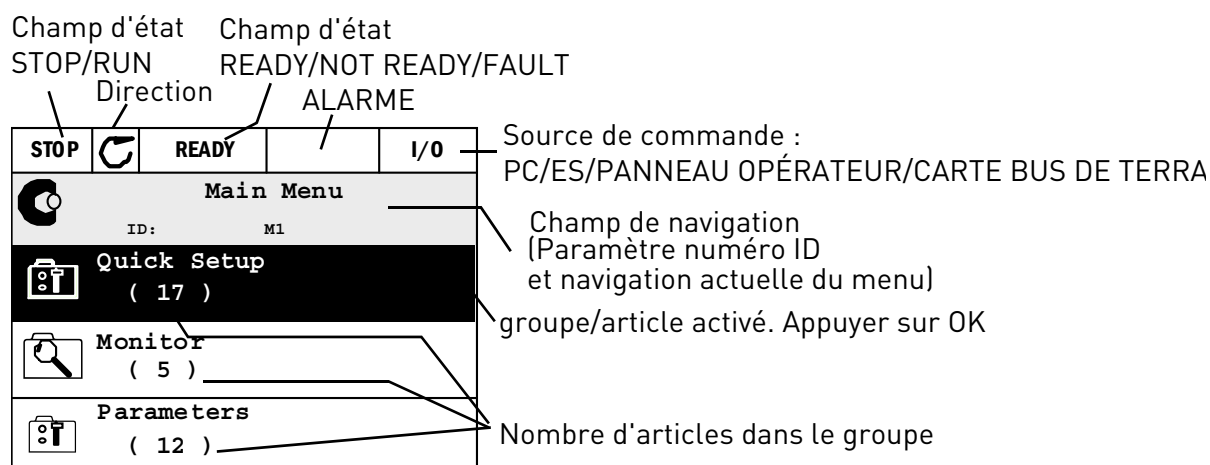 Champ d'état
STOP/RUN
Champ d'état
READY/NOT READY/FAULT
Direction
ALARME
STOP
READY
I/0
Source de commande :
PC/ES/PANNEAU OPÉRATEUR/CARTE BUS DE TERRA
Main Menu
ID:
M1
Champ de navigation
(Paramètre numéro ID
et navigation actuelle du menu)
Quick Setup
( 17 )
groupe/article activé. Appuyer sur OK
Monitor
( 5 )
Parameters
( 12 )
Nombre d'articles dans le groupe